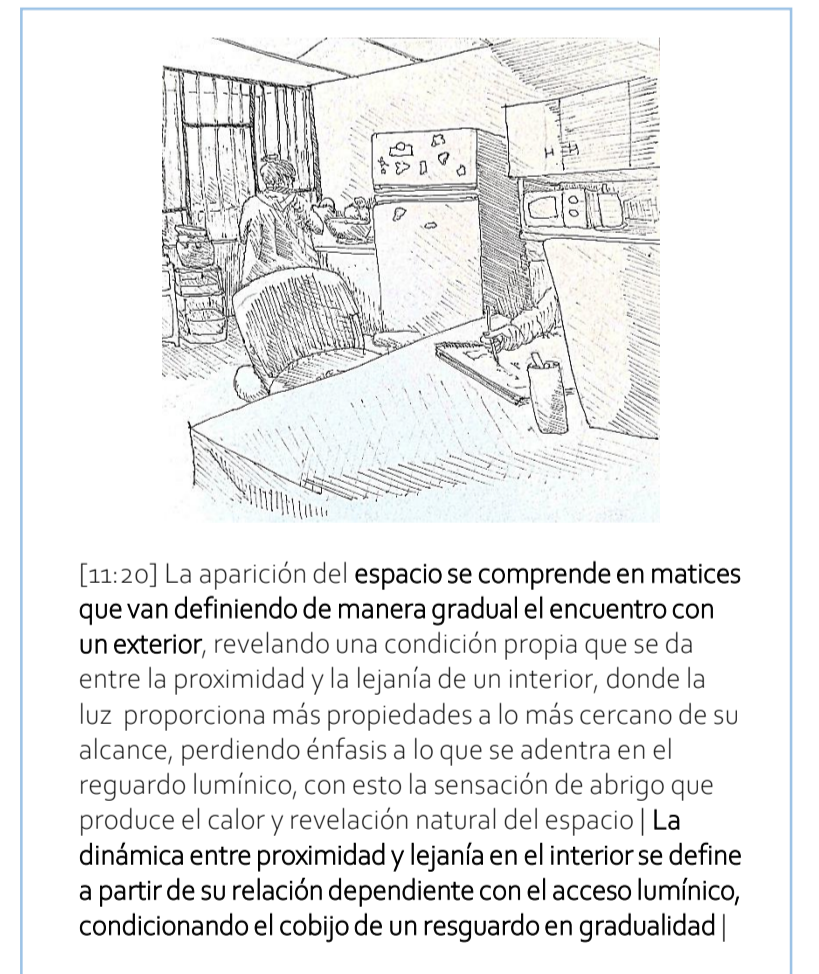 [11:20] La aparición del espacio se comprende en matices
que van definiendo de manera gradual el encuentro con
un exterior, revelando una condición propia que se da
entre la proximidad y la lejanía de un interior, donde la
luz proporciona más propiedades a lo más cercano de su
alcance, perdiendo énfasis a lo que se adentra en el
reguardo lumínico, con esto la sensación de abrigo que
produce el calor y revelación natural del espacio | La
dinámica entre proximidad y lejanía en el interior se define
a partir de su relación dependiente con el acceso lumínico,
condicionando el cobijo de un resguardo en gradualidad |